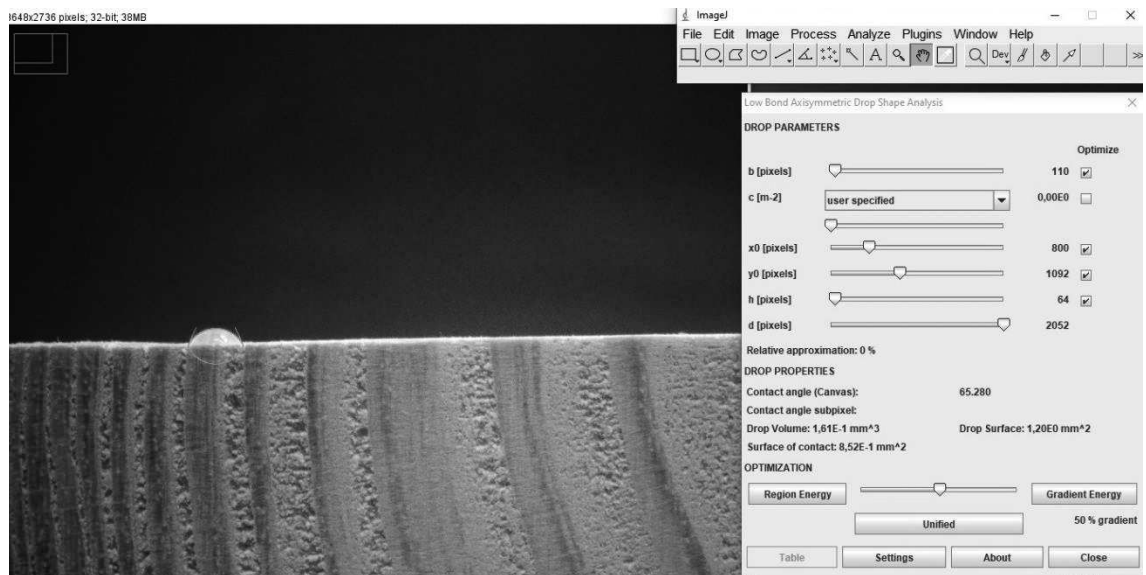 3648x2736 pixels; 32-bit; 38MB
ImageJ
File Edit Image Process Analyze Plugins Window Help
A Dev >>
Low Bond Axisymmetric Drop Shape Analysis
DROP PARAMETERS
Optimize
b [pixels] 110
c [m-2] user specified 0,00E0
x0 [pixels] 800
y0 [pixels] 1092
h [pixels] 64
d [pixels] 2052
Relative approximation: 0 %
DROP PROPERTIES
Contact angle (Canvas): 65.280
Contact angle subpixel:
Drop Volume: 1,61E-1 mm^3 Drop Surface: 1,20E0 mm^2
Surface of contact: 8,52E-1 mm^2
OPTIMIZATION
Region Energy Gradient Energy
Unified 50 % gradient
Table Settings About Close